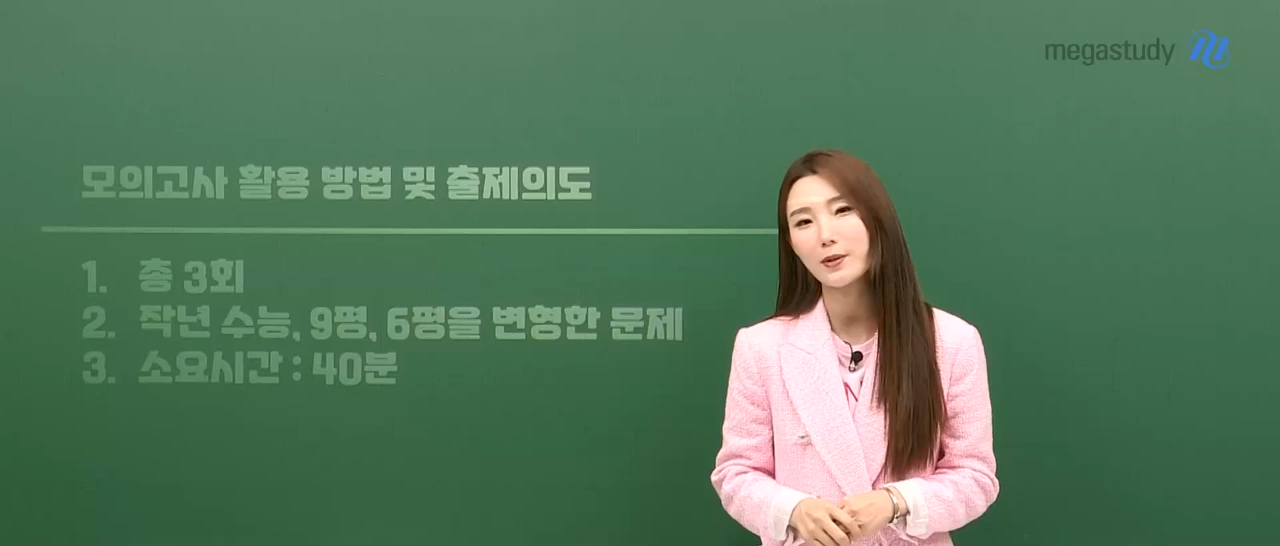 megastudy
모의고사 활용 방법 및 출제의도
1. 총 3회
2. 작년 수능, 9평, 6평을 변형한 문제
3. 소요시간 : 40분